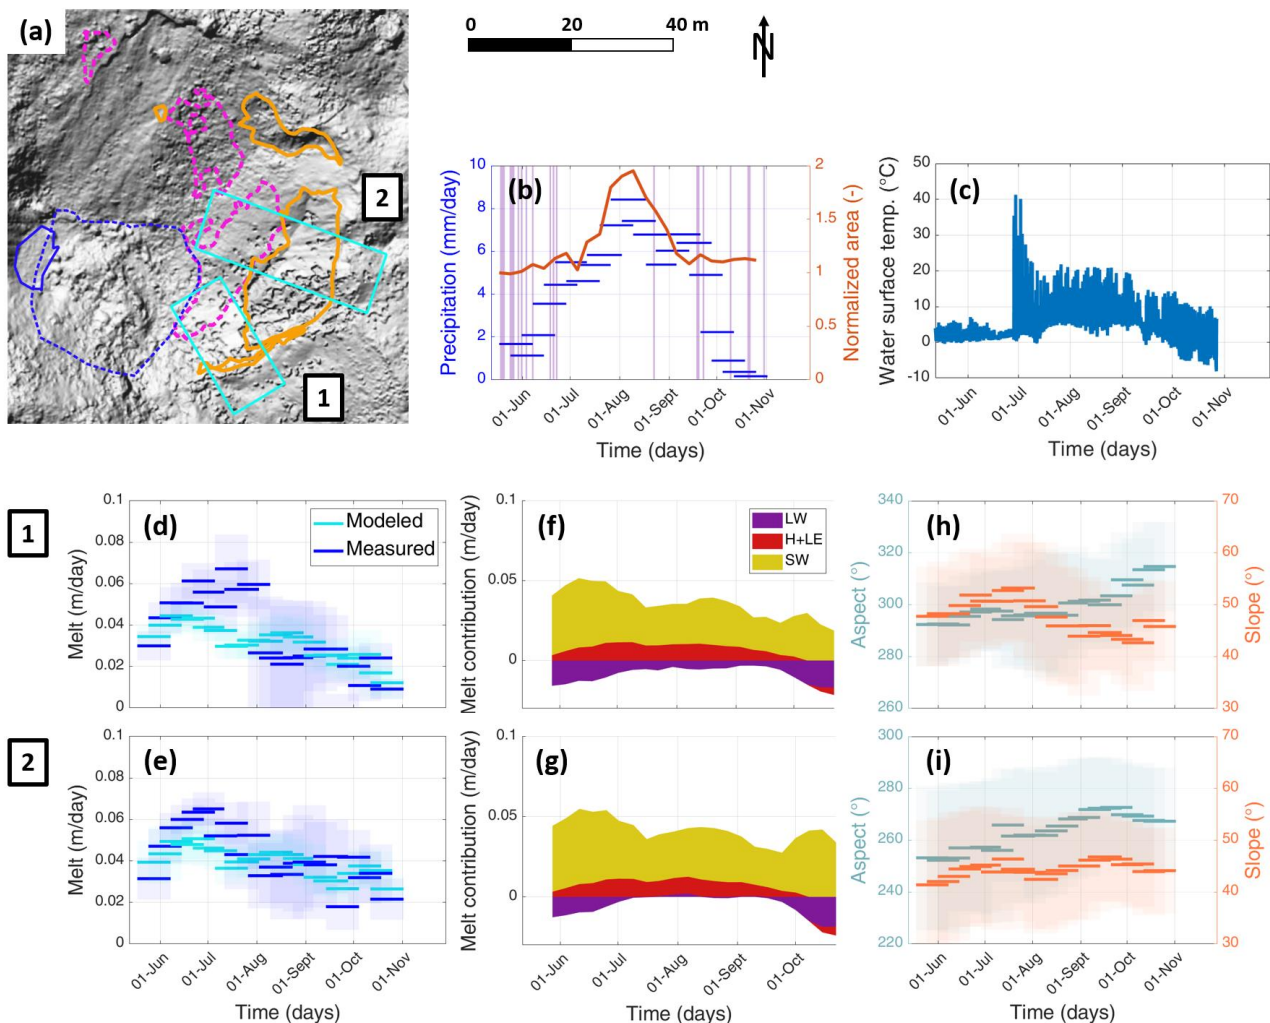 (a)
0
20
40 m
N
2
1
(b)
Precipitation (mm/day)
10
8
6
4
2
0
Normalized area (-)
2
1.5
1
0.5
0
01-Jun
01-Jul
01-Aug
01-Sept
01-Oct
01-Nov
Time (days)
(c)
Water surface temp. (°C)
50
40
30
20
10
0
-10
01-Jun
01-Jul
01-Aug
01-Sept
01-Oct
01-Nov
Time (days)
1
(d)
Melt (m/day)
0.1
0.08
0.06
0.04
0.02
0
Modeled
Measured
(f)
Melt contribution (m/day)
0.1
0.05
0
LW
H+LE
SW
(h)
Aspect (°)
340
320
300
280
260
Slope (°)
70
60
50
40
30
2
(e)
Melt (m/day)
0.1
0.08
0.06
0.04
0.02
0
01-Jun
01-Jul
01-Aug
01-Sept
01-Oct
01-Nov
Time (days)
(g)
Melt contribution (m/day)
0.1
0.05
0
01-Jun
01-Jul
01-Aug
01-Sept
01-Oct
Time (days)
(i)
Aspect (°)
300
280
260
240
220
Slope (°)
70
60
50
40
30
01-Jun
01-Jul
01-Aug
01-Sept
01-Oct
01-Nov
Time (days)